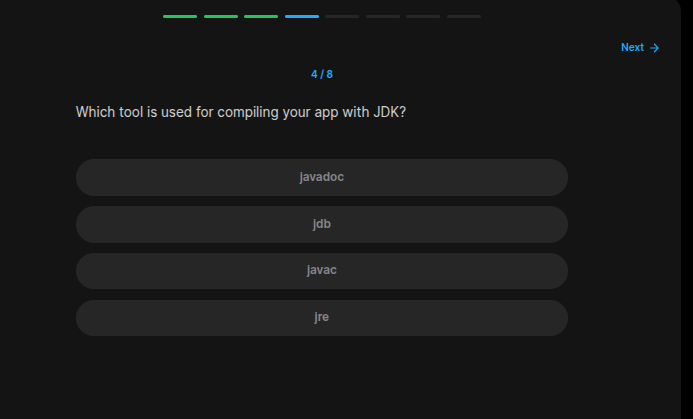 Next →
4 / 8
Which tool is used for compiling your app with JDK?
javadoc
jdb
javac
jre